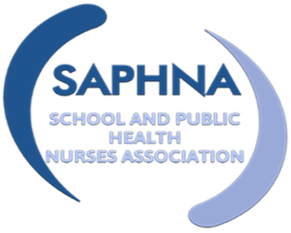 SAPHNA
SCHOOL AND PUBLIC
HEALTH
NURSES ASSOCIATION